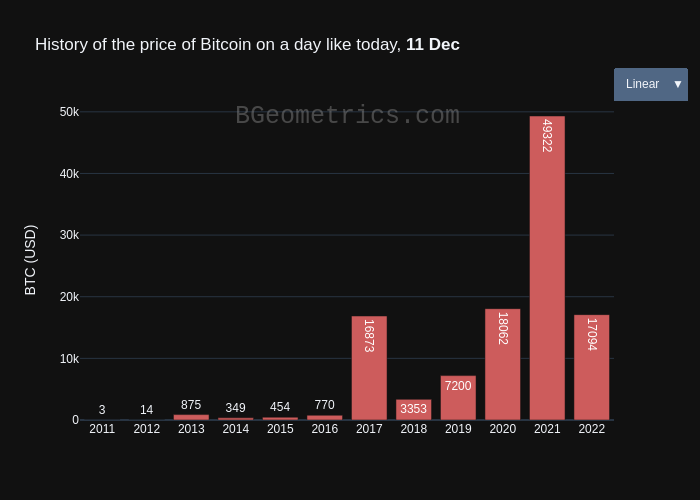 History of the price of Bitcoin on a day like today, 11 Dec
Linear ▼
BGeometrics.com
BTC (USD)
50k
40k
30k
20k
10k
0
3
14
875
349
454
770
16873
3353
7200
18062
49322
17094
2011 2012 2013 2014 2015 2016 2017 2018 2019 2020 2021 2022